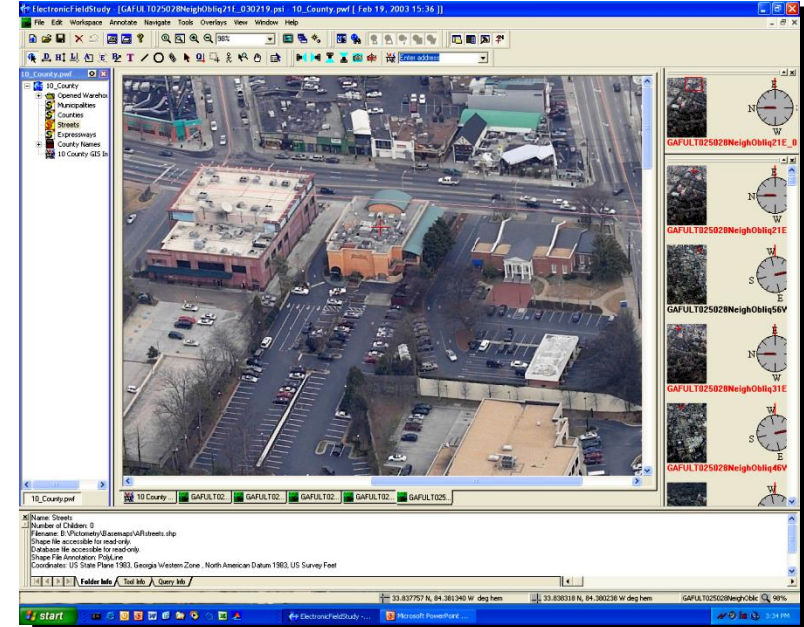 ElectronicFieldStudy - [GAFULT025028NeighObliq21E_030219.psi - 10_County.pwf [ Feb 19, 2003 15:36 ]]
File Edit Workspace Annotate Navigate Tools Overlays View Window Help
98%
Enter address
10_County.pwf
10_County
Opened Warehou
Municipalities
Counties
Streets
Expressways
County Names
10 County GIS In
E
N
W
GAFULT025028NeighObliq21E_0
E
N
W
GAFULT025028NeighObliq21E
W
S
E
GAFULT025028NeighObliq56W
E
N
W
GAFULT025028NeighObliq31E
W
S
E
GAFULT025028NeighObliq46W
W
10_County.pwf
10 County ...
GAFULT02...
GAFULT02...
GAFULT02...
GAFULT02...
GAFULT025...
Name: Streets
Number of Children: 0
Filename: B:\Pictometry\Basemaps\ARstreets.shp
Shape file accessible for read-only.
Database file accessible for read-only.
Shape File Annotation: PolyLine
Coordinates: US State Plane 1983, Georgia Western Zone , North American Datum 1983, US Survey Feet
Folder Info
Tool Info
Query Info
33.837757 N, 84.381340 W deg hem
33.838318 N, 84.380238 W deg hem
GAFULT025028NeighOblic
98%
start
ElectronicFieldStudy - ...
Microsoft PowerPoint ...
3:34 PM